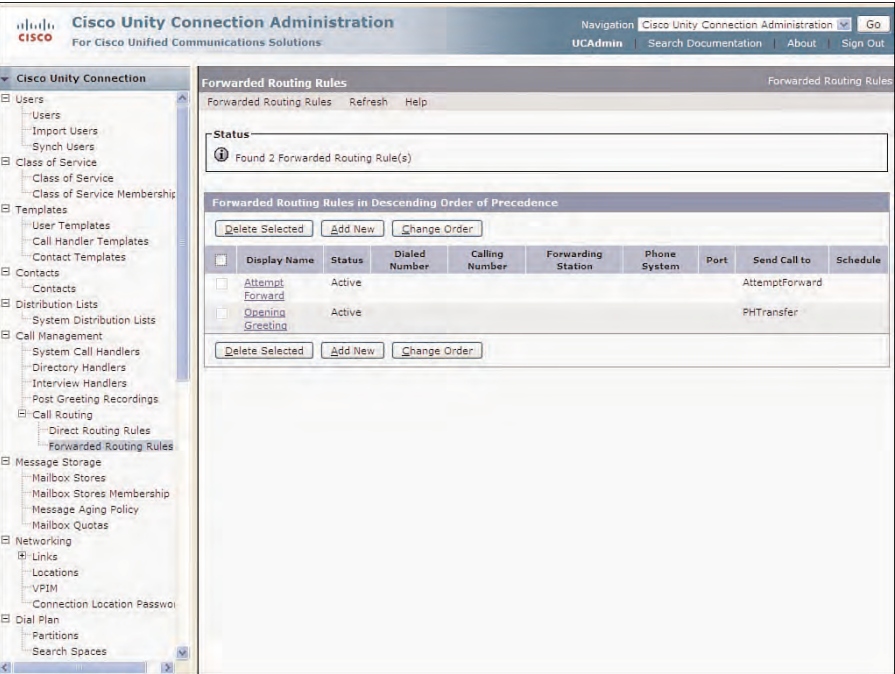 Cisco Unity Connection Administration
Navigation Cisco Unity Connection Administration Go
CISCO
For Cisco Unified Communications Solutions
UCAdmin Search Documentation About Sign Out
Cisco Unity Connection
Users
Users
Import Users
Synch Users
Class of Service
Class of Service
Class of Service Membership
Templates
User Templates
Call Handler Templates
Contact Templates
Contacts
Contacts
Distribution Lists
System Distribution Lists
Call Management
System Call Handlers
Directory Handlers
Interview Handlers
Post Greeting Recordings
Call Routing
Direct Routing Rules
Forwarded Routing Rules
Message Storage
Mailbox Stores
Mailbox Stores Membership
Message Aging Policy
Mailbox Quotas
Networking
Links
Locations
VPIM
Connection Location Passwo
Dial Plan
Partitions
Search Spaces
Forwarded Routing Rules Forwarded Routing Rules
Forwarded Routing Rules Refresh Help
Status
Found 2 Forwarded Routing Rule(s)
Forwarded Routing Rules in Descending Order of Precedence
Delete Selected Add New Change Order
Display Name Status Dialed Number Calling Number Forwarding Station Phone System Port Send Call to Schedule
Attempt Forward Active AttemptForward
Opening Greeting Active PHTransfer
Delete Selected Add New Change Order